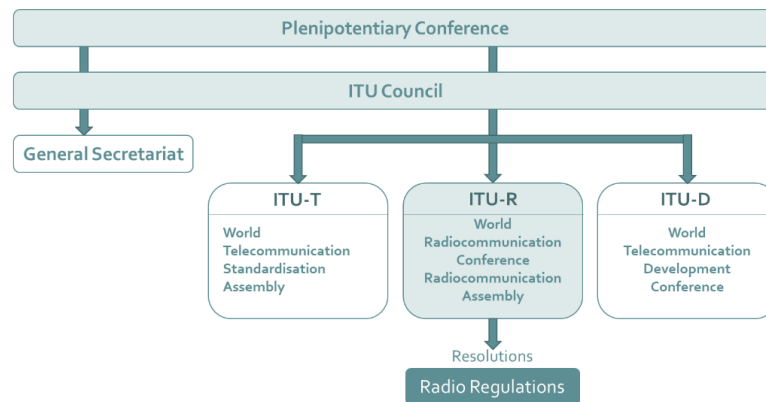 Plenipotentiary Conference
ITU Council
General Secretariat
ITU-T
World
Telecommunication
Standardisation
Assembly
ITU-R
World
Radiocommunication
Conference
Radiocommunication
Assembly
ITU-D
World
Telecommunication
Development
Conference
Resolutions
Radio Regulations